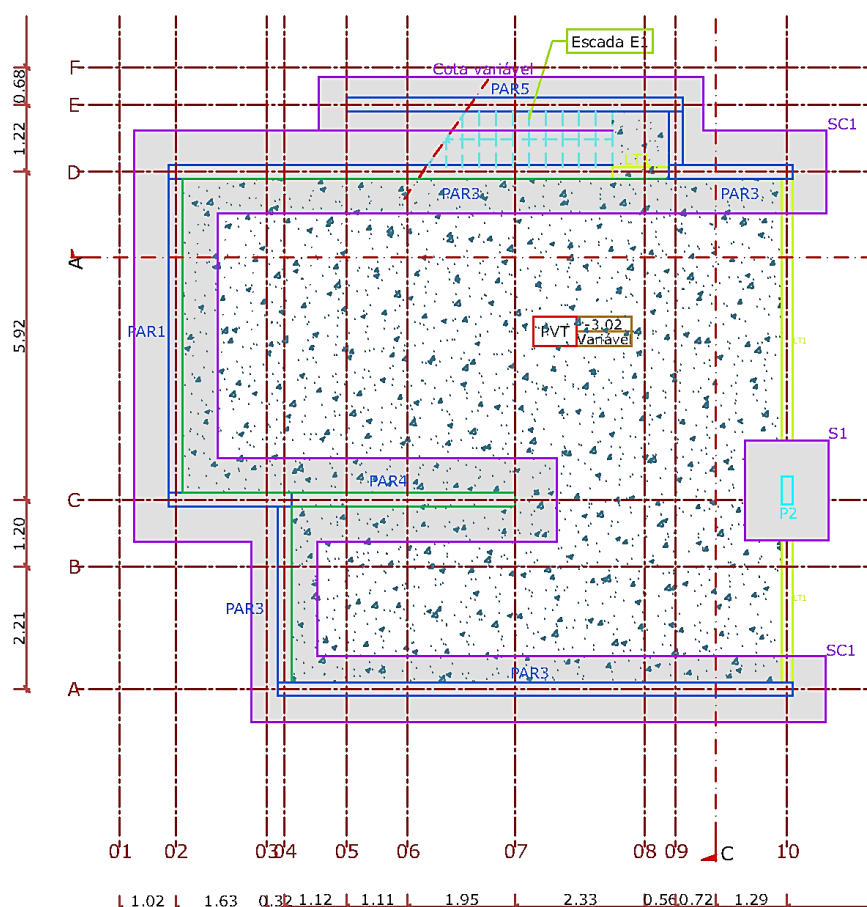 Escada E1
F
Cota variável
0.68
PAR5
E
SC1
1.22
D
PAR3
PAR3
A
PVT
-3.02
Variável
PAR1
5.92
LT1
S1
PAR4
C
P2
1.20
B
LT1
PAR3
2.21
SC1
PAR3
A
01 02 03 04 05 06 07 08 09 C 10
1.02 1.63 0.32 1.12 1.11 1.95 2.33 0.56 0.72 1.29